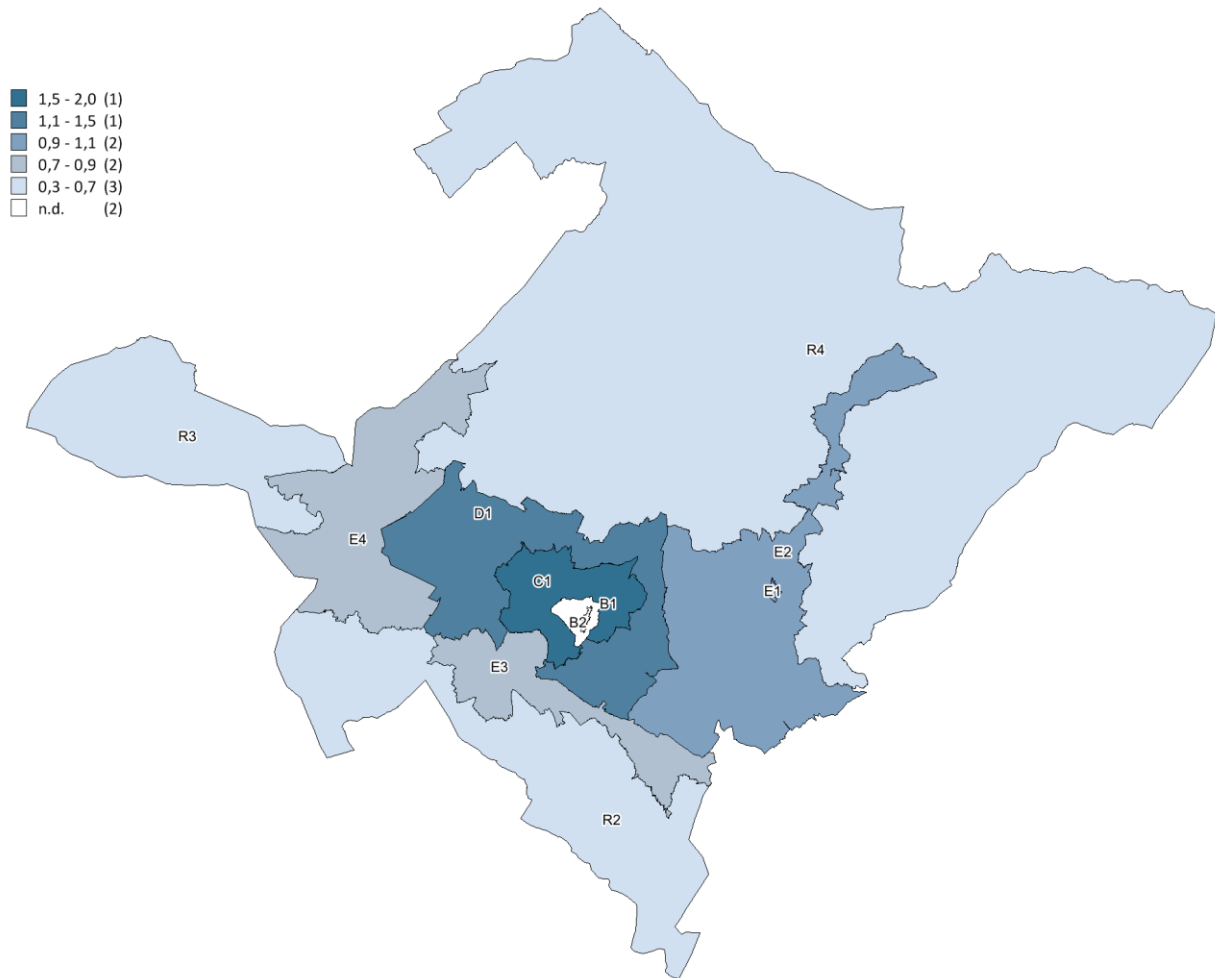 1,5 - 2,0 (1)
1,1 - 1,5 (1)
0,9 - 1,1 (2)
0,7 - 0,9 (2)
0,3 - 0,7 (3)
n.d. (2)
R4
R3
D1
E4
E2
C1
E1
B1
B2
E3
R2